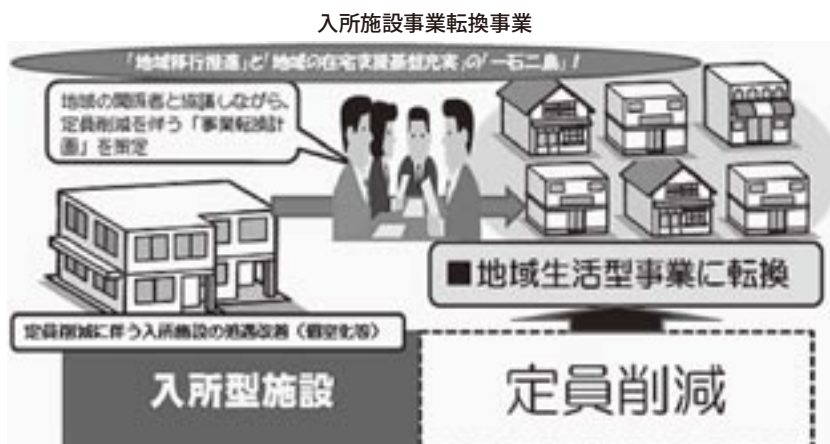 入所施設事業転換事業
「地域移行推進」と「地域の在宅支援基盤充実」の「一石二鳥」！
地域の関係者と協議しながら、
定員削減を伴う「事業転換計
画」を策定
■地域生活型事業に転換
定員削減に伴う入所施設の処遇改善（個室化等）
入所型施設
定員削減